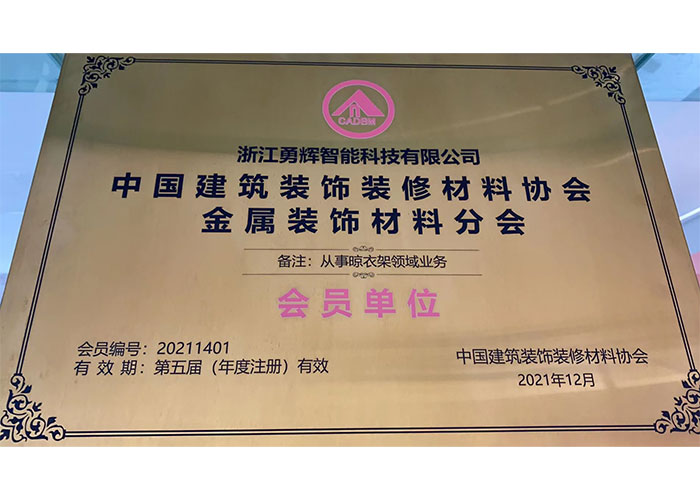 CADBM
浙江勇辉智能科技有限公司
中国建筑装饰装修材料协会
金属装饰材料分会
备注：从事晾衣架领域业务
会员单位
会员编号：20211401
有效期：第五届（年度注册）有效
中国建筑装饰装修材料协会
2021年12月